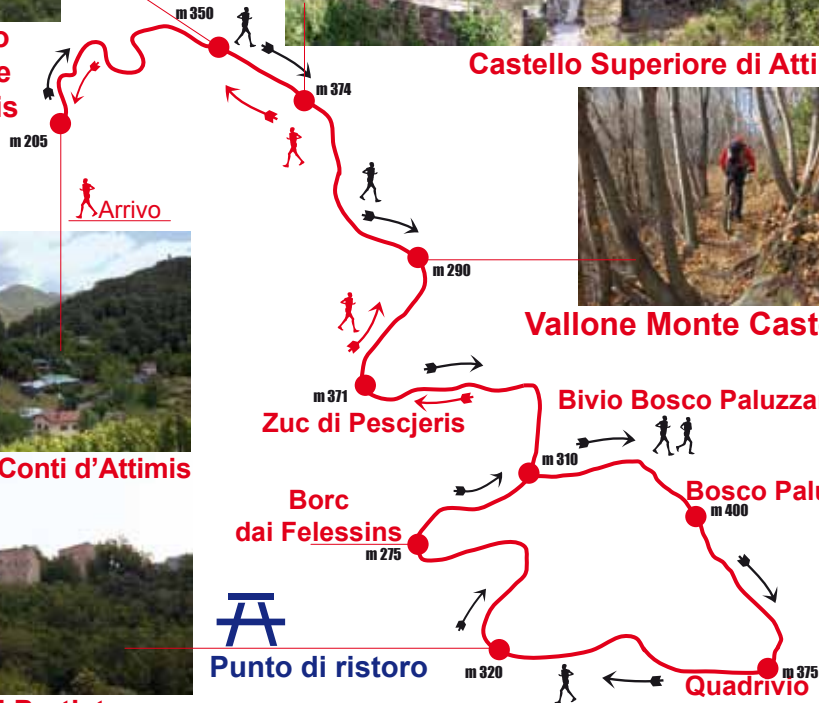 m 350
Castello Superiore di Atti
m 374
m 205
Arrivo
m 290
Vallone Monte Cast
m 371
Zuc di Pescjeris
Bivio Bosco Paluzza
m 310
Conti d'Attimis
Borc
dai Felessins
m 275
Bosco Palu
m 400
Punto di ristoro
m 320
m 375
Quadrivio